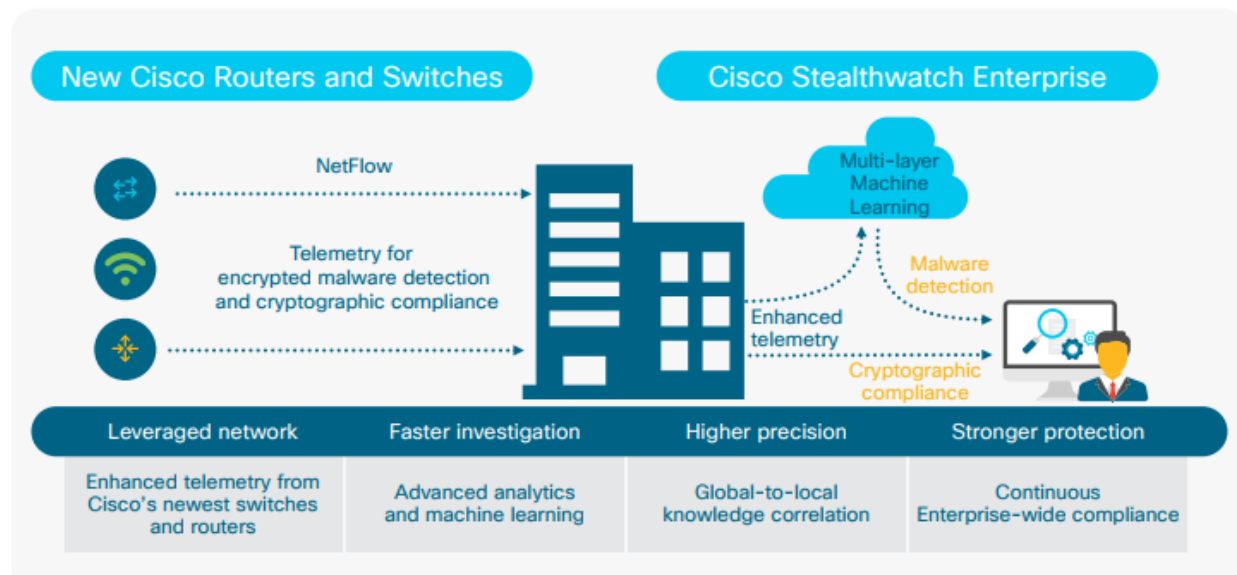 New Cisco Routers and Switches
Cisco Stealthwatch Enterprise
NetFlow
Telemetry for
encrypted malware detection
and cryptographic compliance
Multi-layer
Machine
Learning
Malware
detection
Enhanced
telemetry
Cryptographic
compliance
Leveraged network
Faster investigation
Higher precision
Stronger protection
Enhanced telemetry from
Cisco's newest switches
and routers
Advanced analytics
and machine learning
Global-to-local
knowledge correlation
Continuous
Enterprise-wide compliance